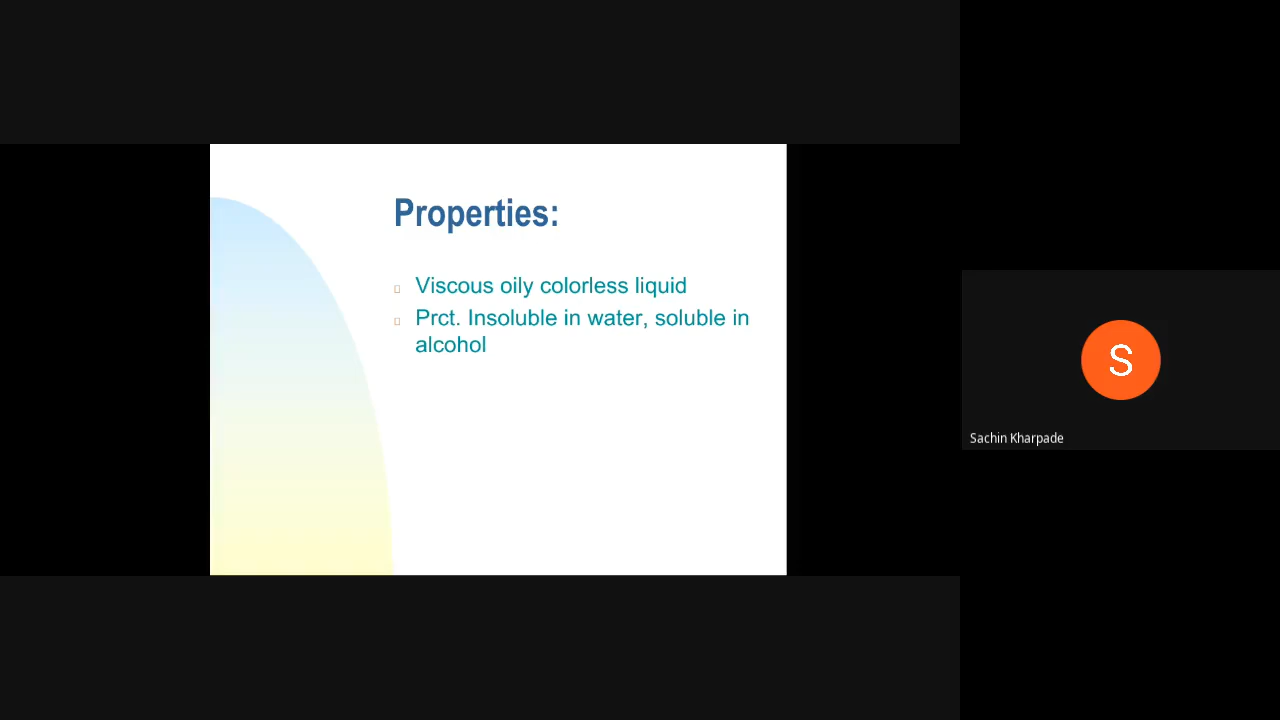 Properties:
Viscous oily colorless liquid
Prct. Insoluble in water, soluble in
alcohol
S
Sachin Kharpade